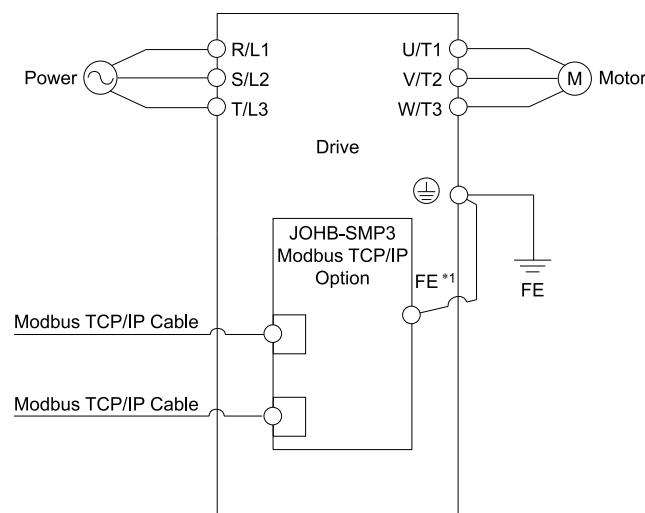 R/L1
U/T1
Power
S/L2
V/T2
M
Motor
T/L3
W/T3
Drive
JOHB-SMP3
Modbus TCP/IP
Option
FE *1
FE
Modbus TCP/IP Cable
Modbus TCP/IP Cable